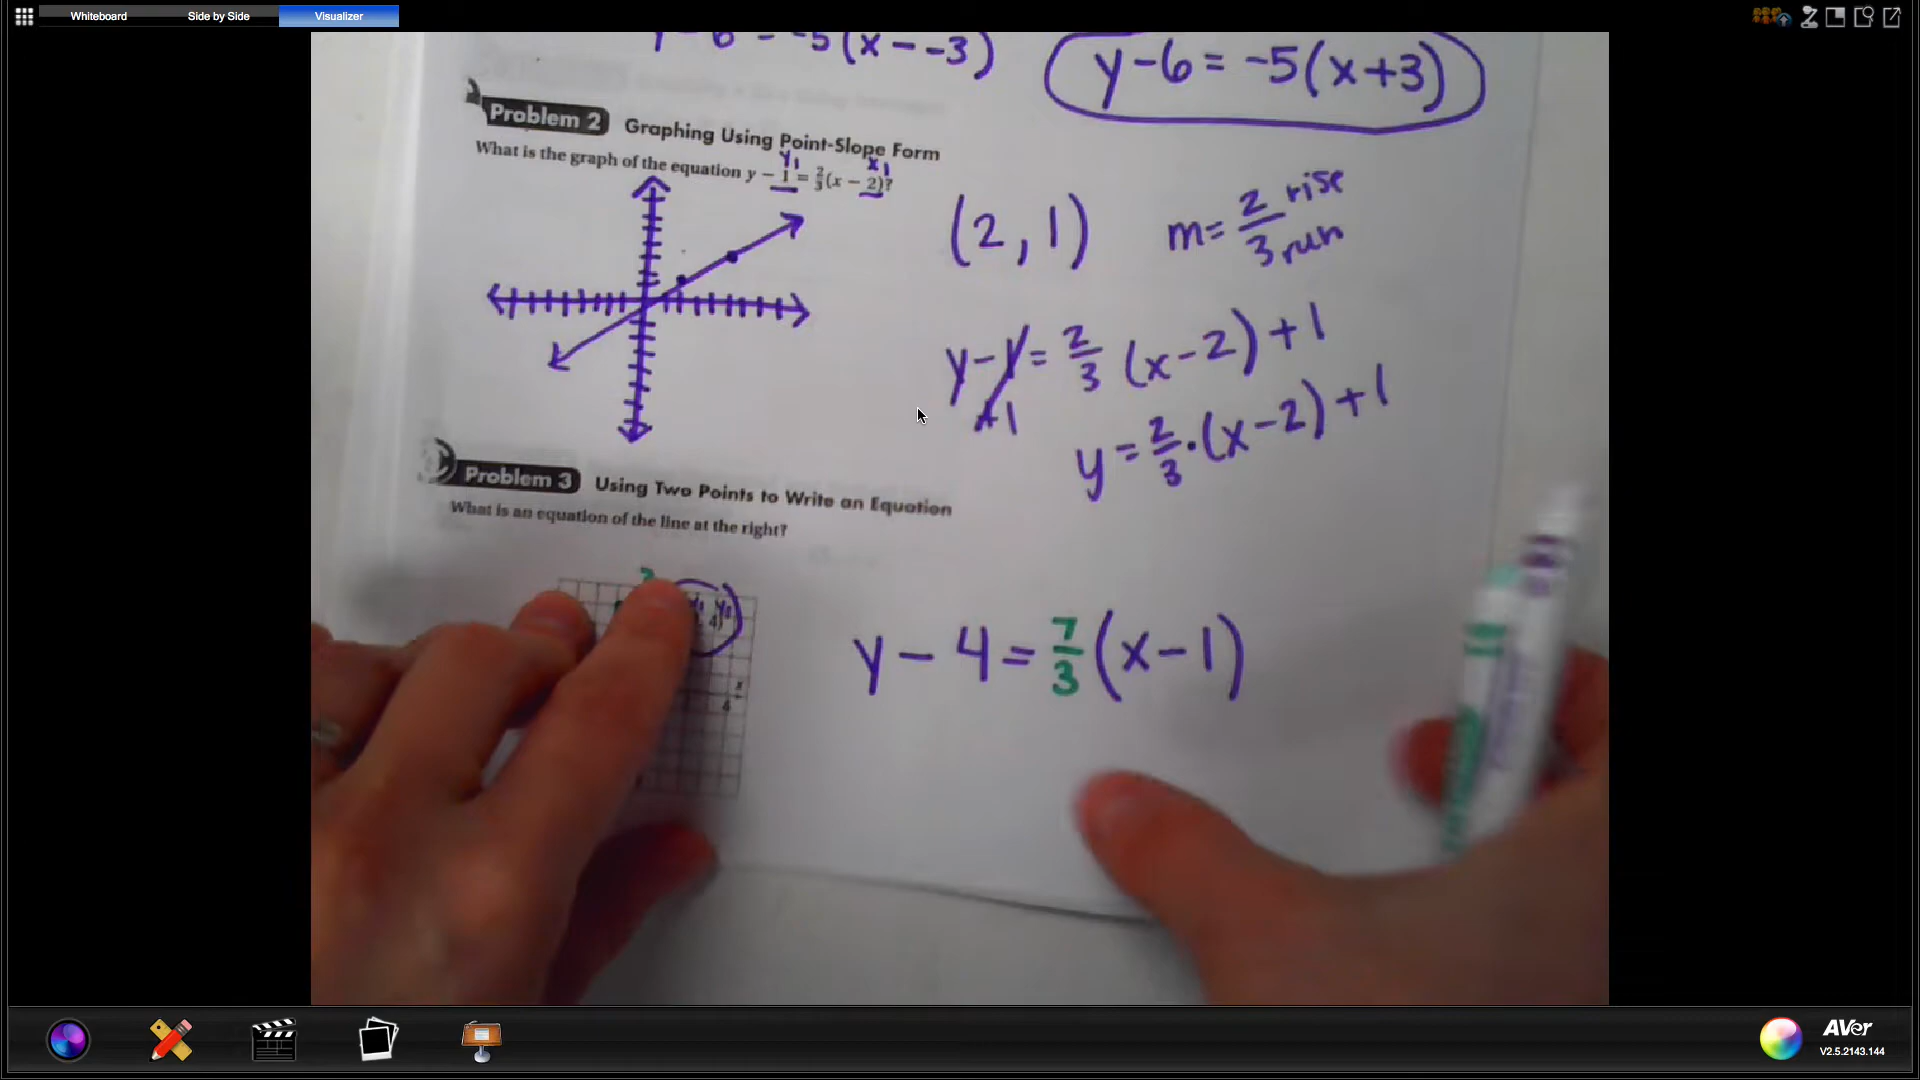 Whiteboard
Side by Side
Visualizer
y - 6 = -5(x - -3)
y - 6 = -5(x + 3)
Problem 2 Graphing Using Point-Slope Form
What is the graph of the equation y - 1 = 2/3(x - 2)?
y1
x1
(2, 1)
m = 2/3 rise run
y - 1 = 2/3 (x - 2) + 1
+1
y = 2/3 · (x - 2) + 1
Problem 3 Using Two Points to Write an Equation
What is an equation of the line at the right?
4)
x
4
y - 4 = 7/3 (x - 1)
AVer
V2.5.2143.144